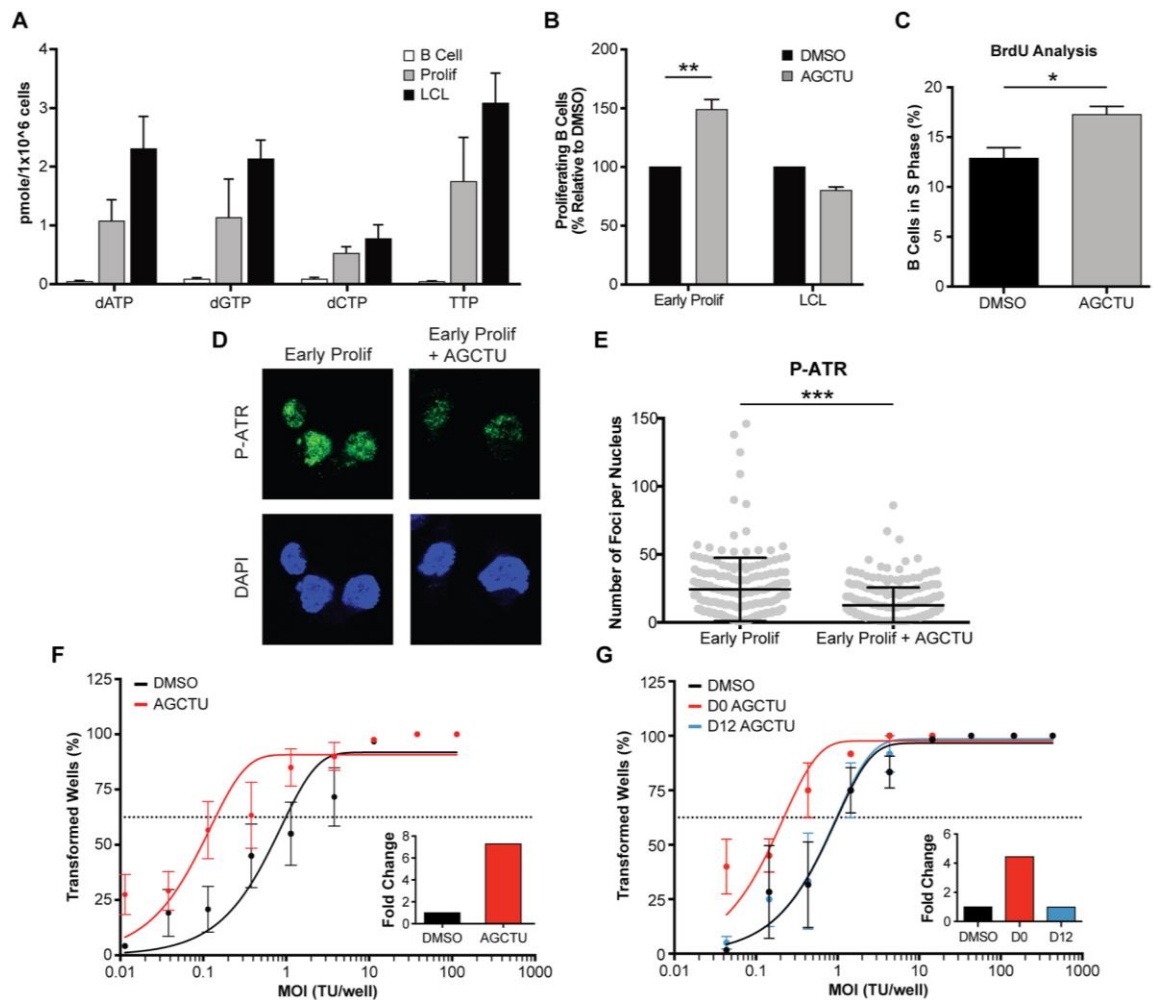 A
pmole/1x10^6 cells
4
3
2
1
0
B Cell
Prolif
LCL
dATP
dGTP
dCTP
TTP
B
Proliferating B Cells
(% Relative to DMSO)
200
150
100
50
0
**
DMSO
AGCTU
Early Prolif
LCL
C
BrdU Analysis
*
B Cells in S Phase (%)
20
15
10
5
0
DMSO
AGCTU
D
Early Prolif
Early Prolif
+ AGCTU
P-ATR
DAPI
E
P-ATR
***
Number of Foci per Nucleus
150
100
50
0
Early Prolif
Early Prolif + AGCTU
F
Transformed Wells (%)
125
100
75
50
25
0
DMSO
AGCTU
Fold Change
8
6
4
2
0
DMSO
AGCTU
0.01
0.1
1
10
100
1000
MOI (TU/well)
G
Transformed Wells (%)
125
100
75
50
25
0
DMSO
D0 AGCTU
D12 AGCTU
Fold Change
6
4
2
0
DMSO
D0
D12
0.01
0.1
1
10
100
1000
MOI (TU/well)